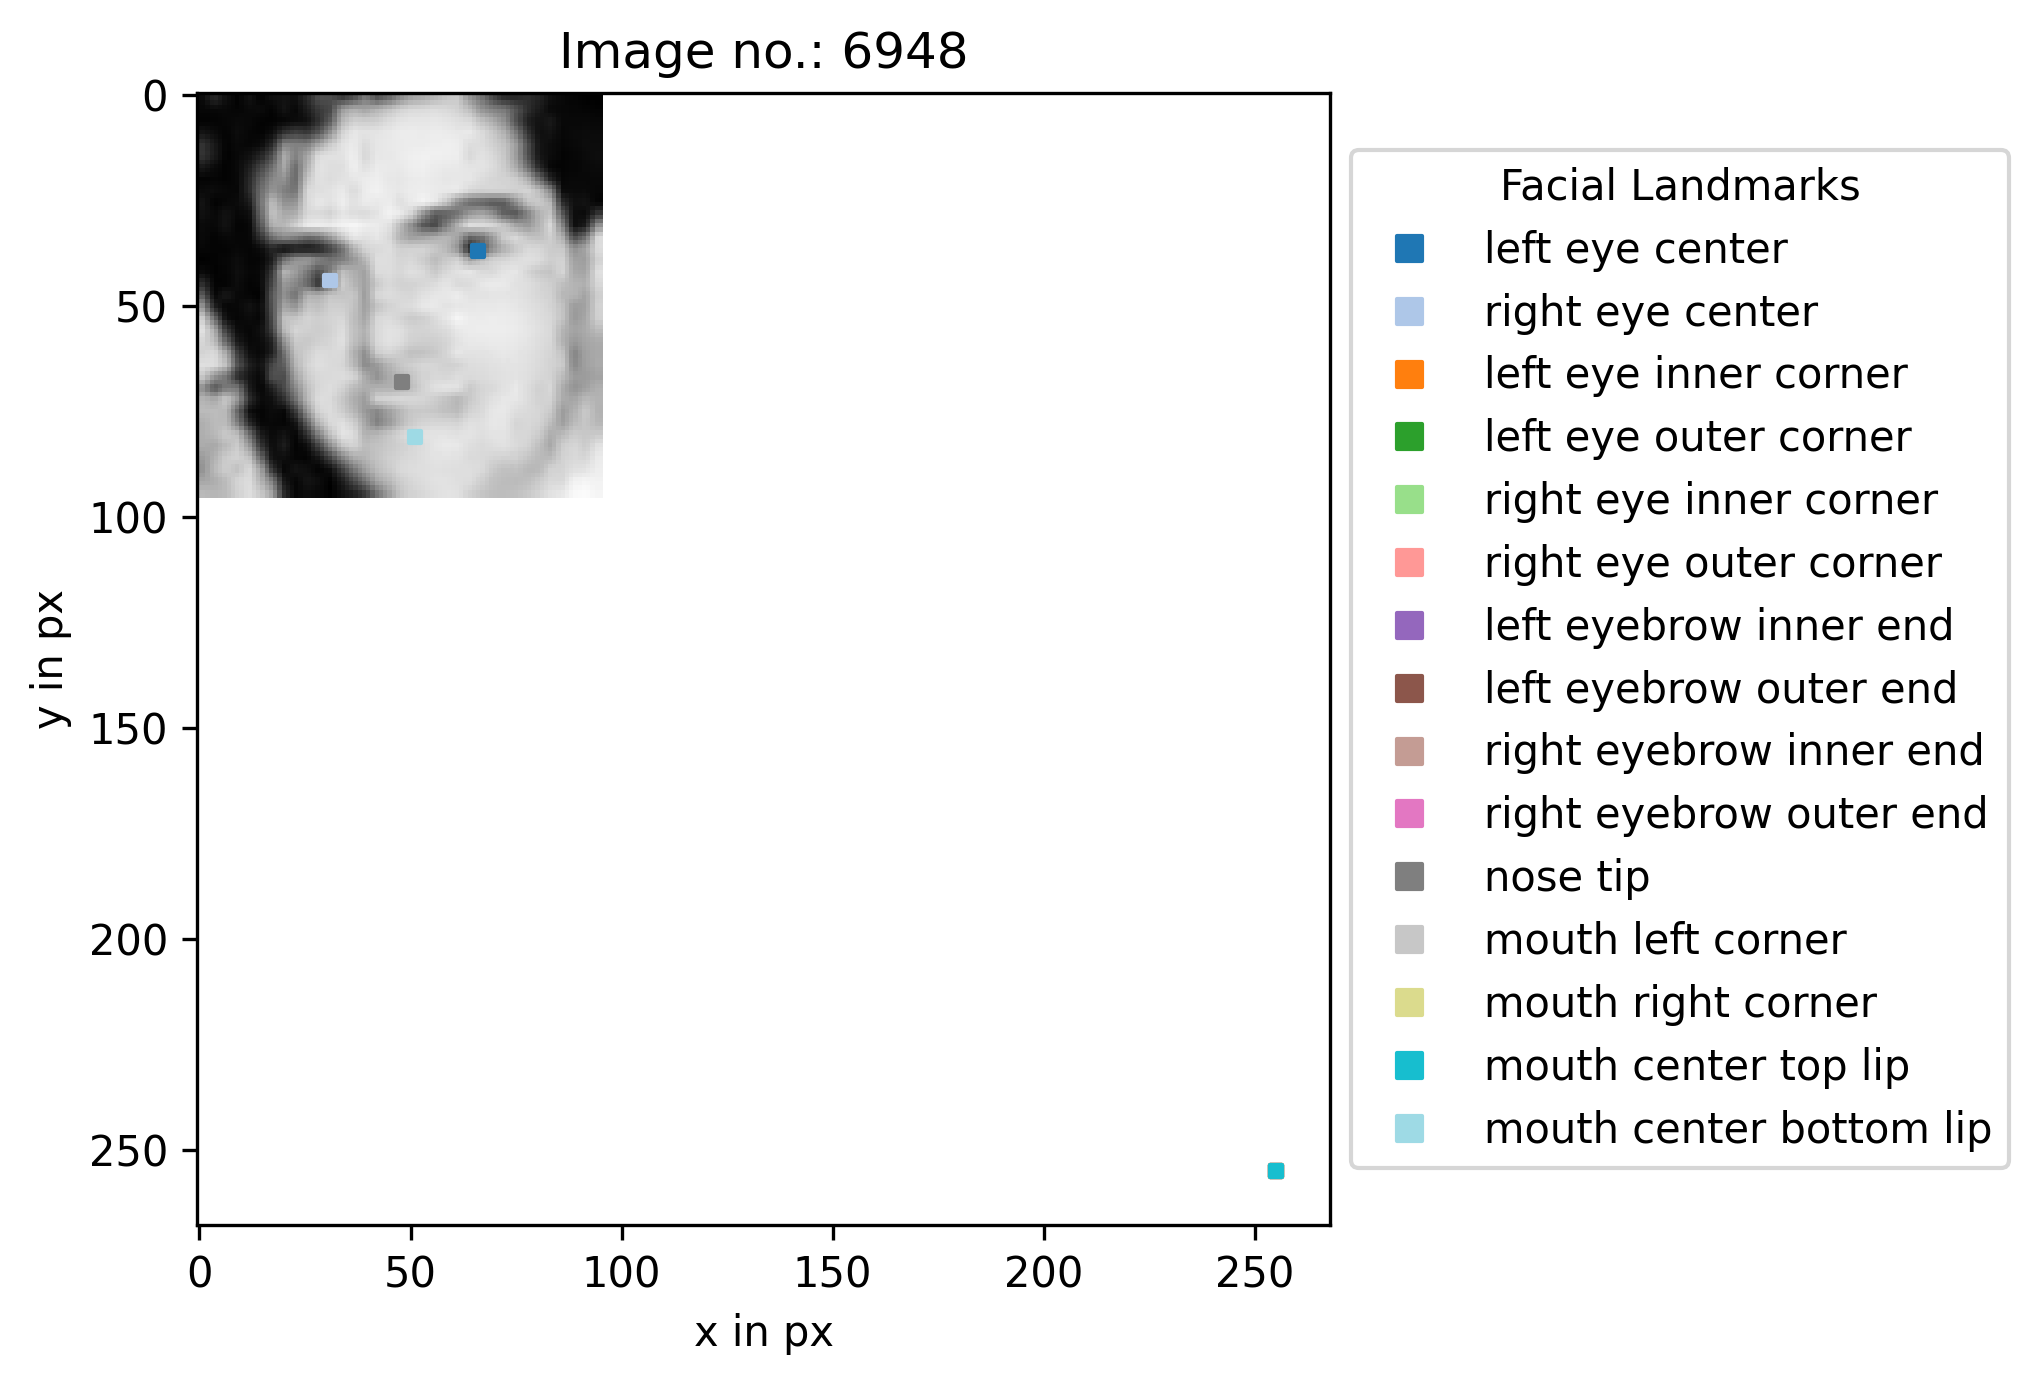 Image no.: 6948
0
50
100
150
200
250
y in px
0 50 100 150 200 250
x in px
Facial Landmarks
left eye center
right eye center
left eye inner corner
left eye outer corner
right eye inner corner
right eye outer corner
left eyebrow inner end
left eyebrow outer end
right eyebrow inner end
right eyebrow outer end
nose tip
mouth left corner
mouth right corner
mouth center top lip
mouth center bottom lip